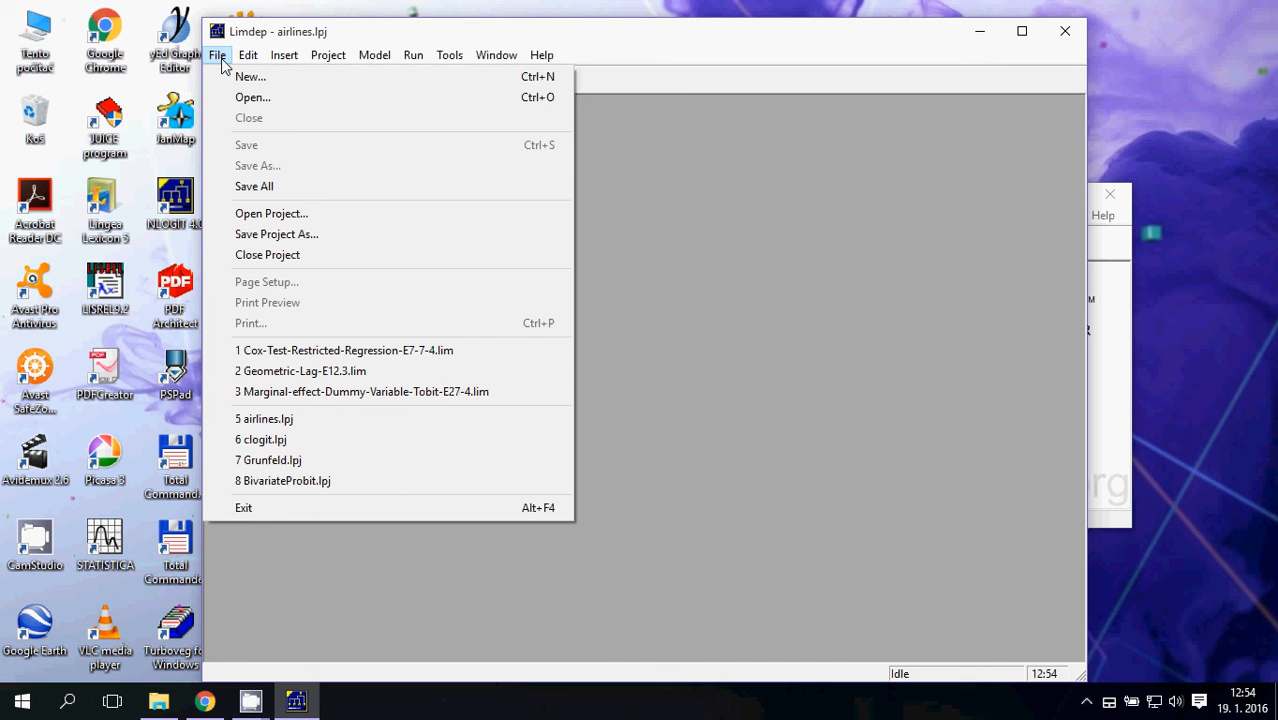 Limdep - airlines.lpj
File Edit Insert Project Model Run Tools Window Help
New... Ctrl+N
Open... Ctrl+O
Close
Save Ctrl+S
Save As...
Save All
Open Project...
Save Project As...
Close Project
Page Setup...
Print Preview
Print... Ctrl+P
1 Cox-Test-Restricted-Regression-E7-7-4.lim
2 Geometric-Lag-E12.3.lim
3 Marginal-effect-Dummy-Variable-Tobit-E27-4.lim
5 airlines.lpj
6 clogit.lpj
7 Grunfeld.lpj
8 BivariateProbit.lpj
Exit Alt+F4
Idle 12:54
Help
M
org
Tento
počítač
Google
Chrome
yEd Graph
Editor
Koš
JUICE
program
JanMap
Acrobat
Reader DC
Lingea
Lexicon 5
NLOGIT 4.0
Avast Pro
Antivirus
LISREL9.2
PDF
Architect
Avast
SafeZo...
PDFCreator
PSPad
Avidemux 2.6
Picasa 3
Total
Command...
CamStudio
STATISTICA
Total
Commande
Google Earth
VLC media
player
Turboveg for
Windows
12:54
19. 1. 2016